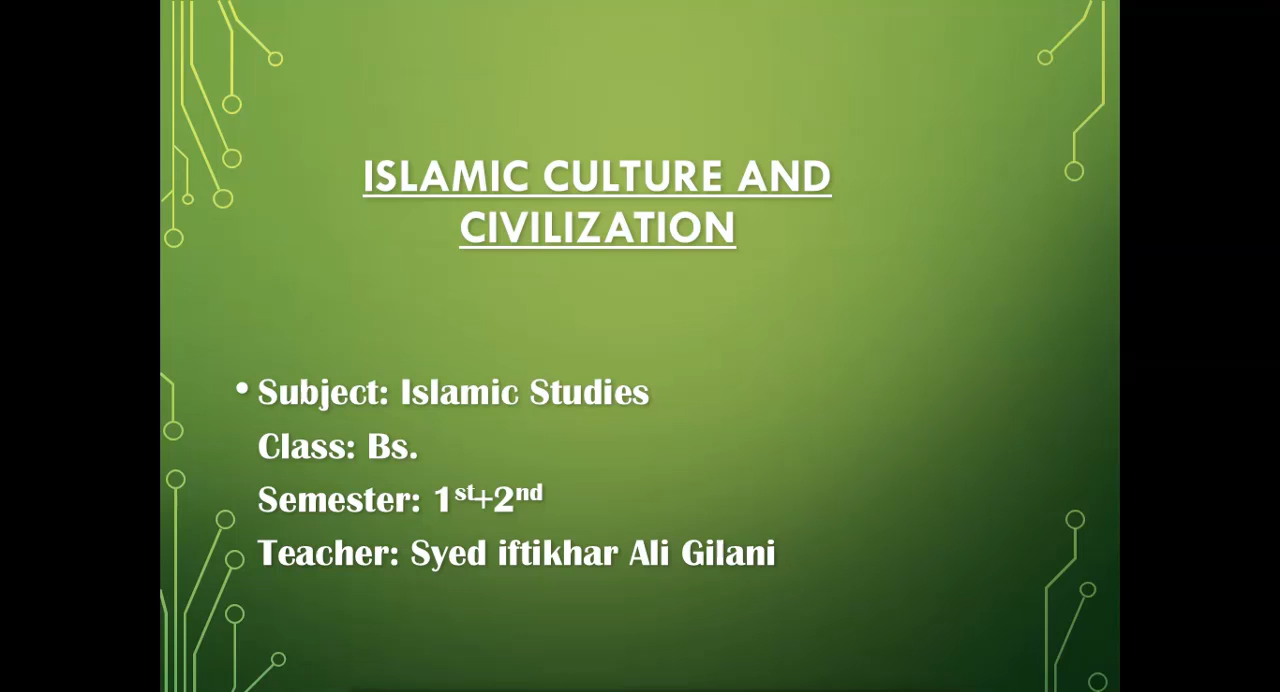 ISLAMIC CULTURE AND
CIVILIZATION
• Subject: Islamic Studies
Class: Bs.
Semester: 1st+2nd
Teacher: Syed iftikhar Ali Gilani